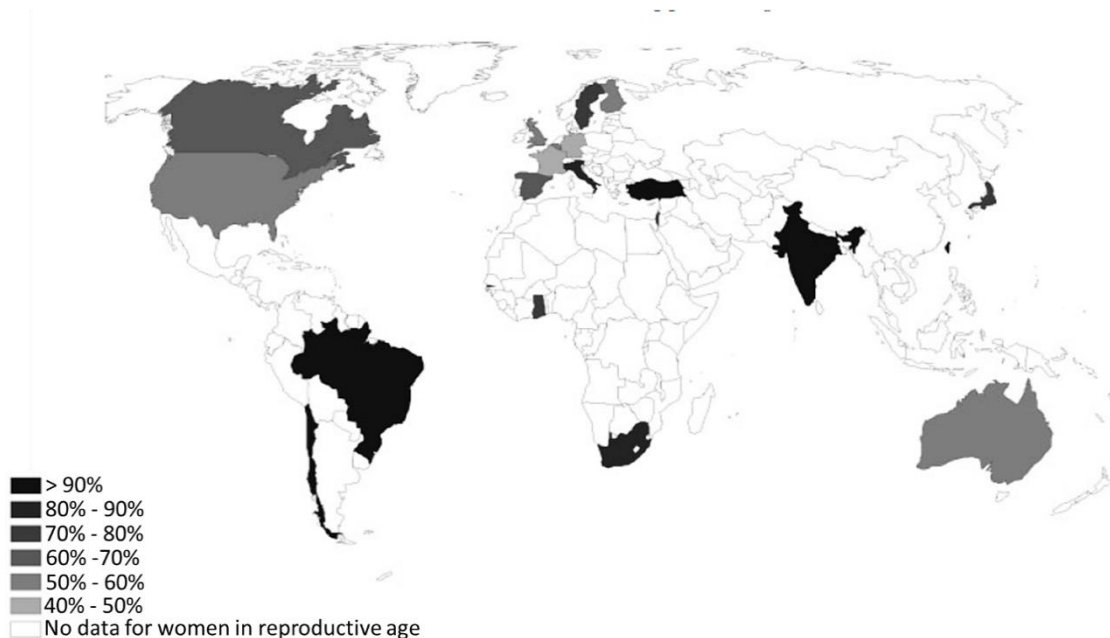 > 90%
80% - 90%
70% - 80%
60% -70%
50% - 60%
40% - 50%
No data for women in reproductive age